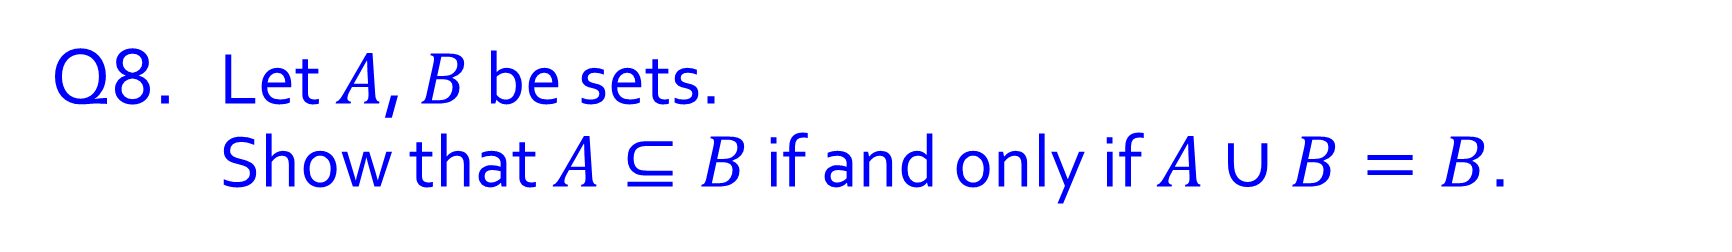 Q8. Let A, B be sets.
Show that A ⊆ B if and only if A ∪ B = B.